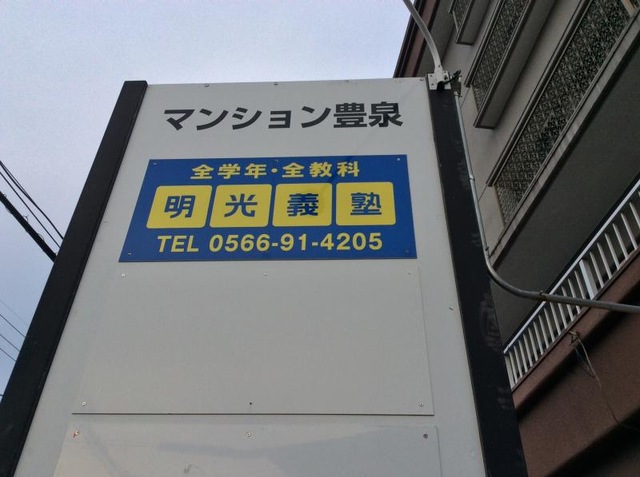 マンション豊泉
全学年・全教科
明光義塾
TEL 0566-91-4205